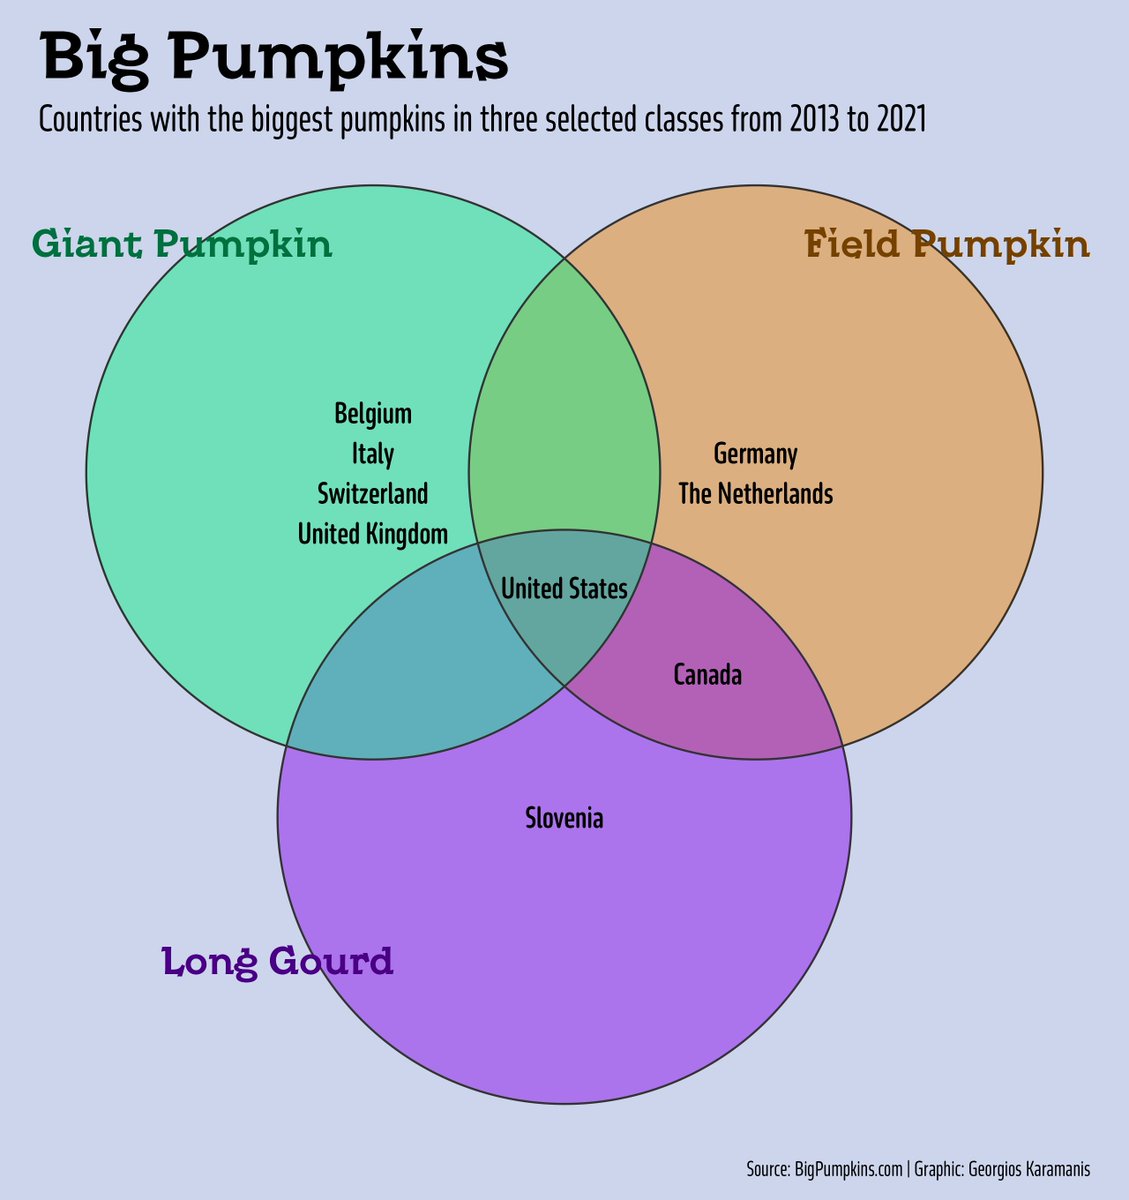 Big Pumpkins
Countries with the biggest pumpkins in three selected classes from 2013 to 2021
Giant Pumpkin
Field Pumpkin
Belgium
Italy
Switzerland
United Kingdom
Germany
The Netherlands
United States
Canada
Slovenia
Long Gourd
Source: BigPumpkins.com | Graphic: Georgios Karamanis